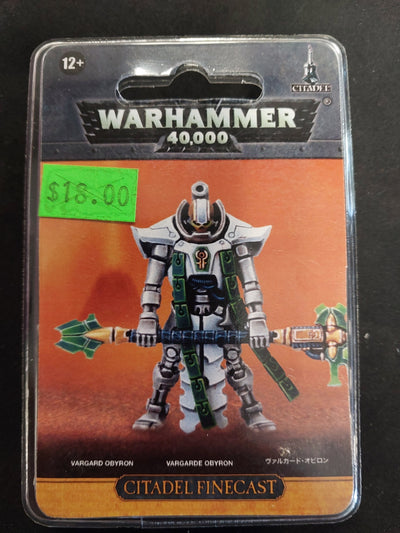 12+
CITADEL
WARHAMMER
®
40,000
$18.00
VARGARD OBYRON VARGARDE OBYRON ヴァルガード・オビロン
CITADEL FINECAST